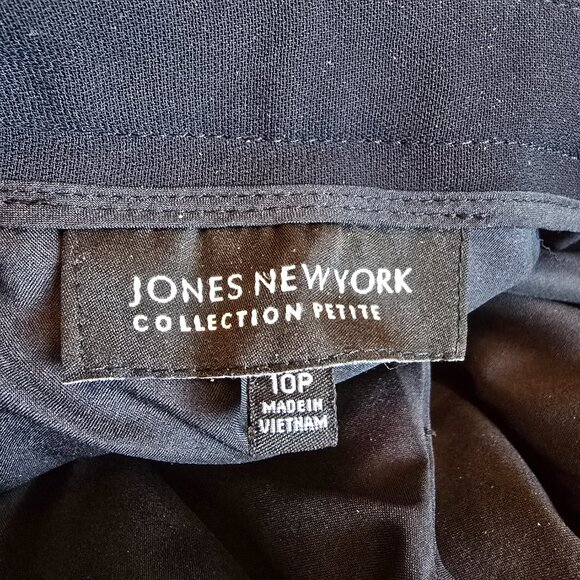 JONES NEWYORK
COLLECTION PETITE
10P
MADE IN
VIETNAM